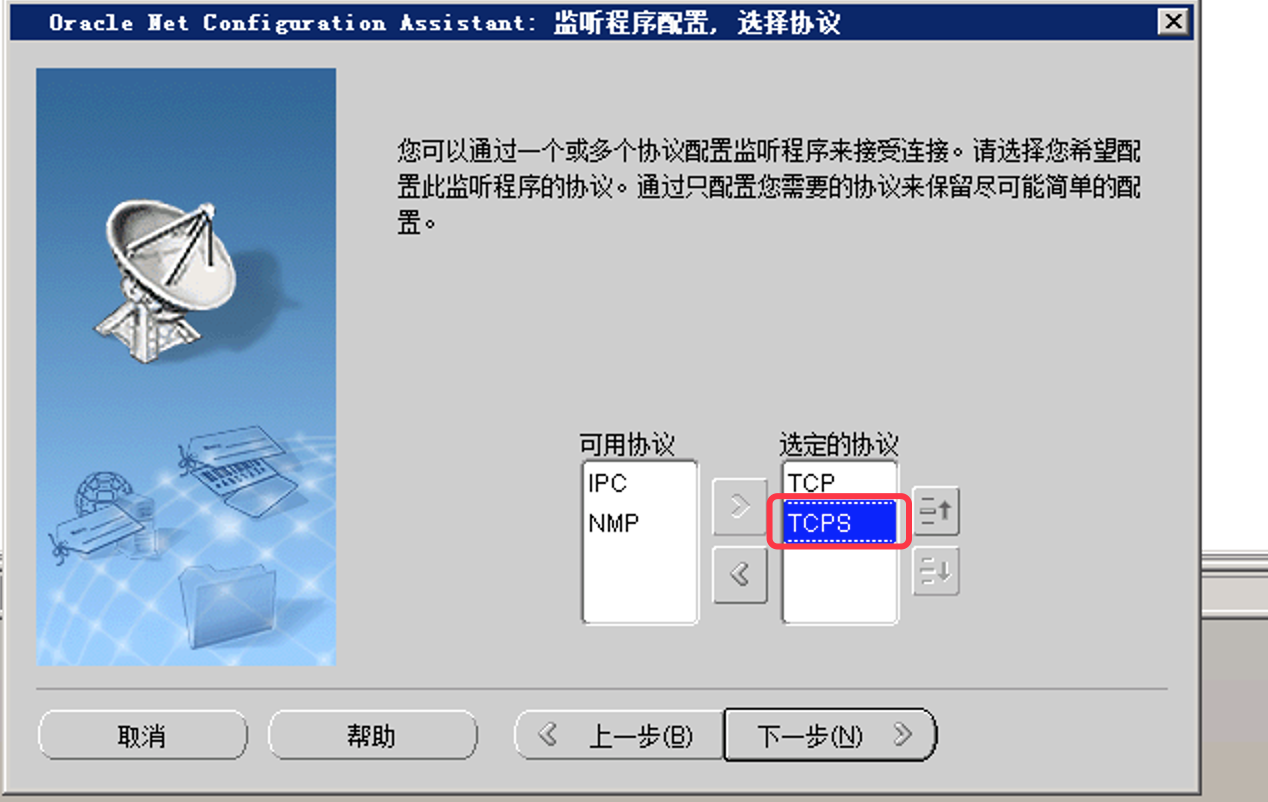 Oracle Net Configuration Assistant: 监听程序配置, 选择协议
您可以通过一个或多个协议配置监听程序来接受连接。请选择您希望配
置此监听程序的协议。通过只配置您需要的协议来保留尽可能简单的配
置。
可用协议
IPC
NMP
选定的协议
TCP
TCPS
取消
帮助
上一步(B)
下一步(N)